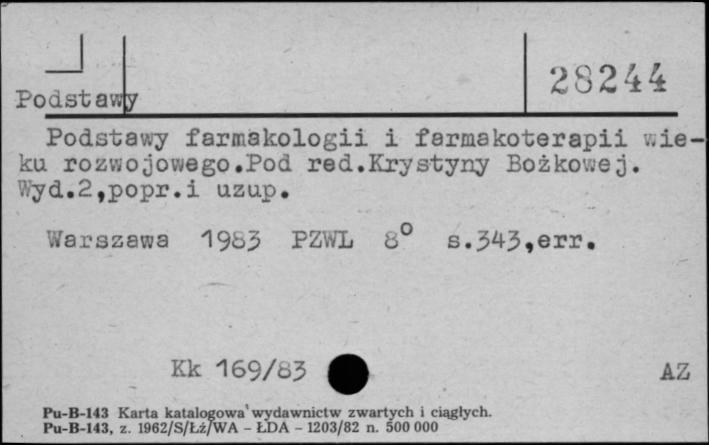 28244
Podstawy
Podstawy farmakologii i farmakoterapii wie-
ku rozwojowego.Pod red.Krystyny Bożkowej.
Wyd.2,popr.i uzup.
Warszawa 1983 PZWL 8° s.343,err.
Kk 169/83
AZ
Pu-B-143 Karta katalogowa wydawnictw zwartych i ciągłych.
Pu-B-143, z. 1962/S/Łż/WA - ŁDA - 1203/82 n. 500 000